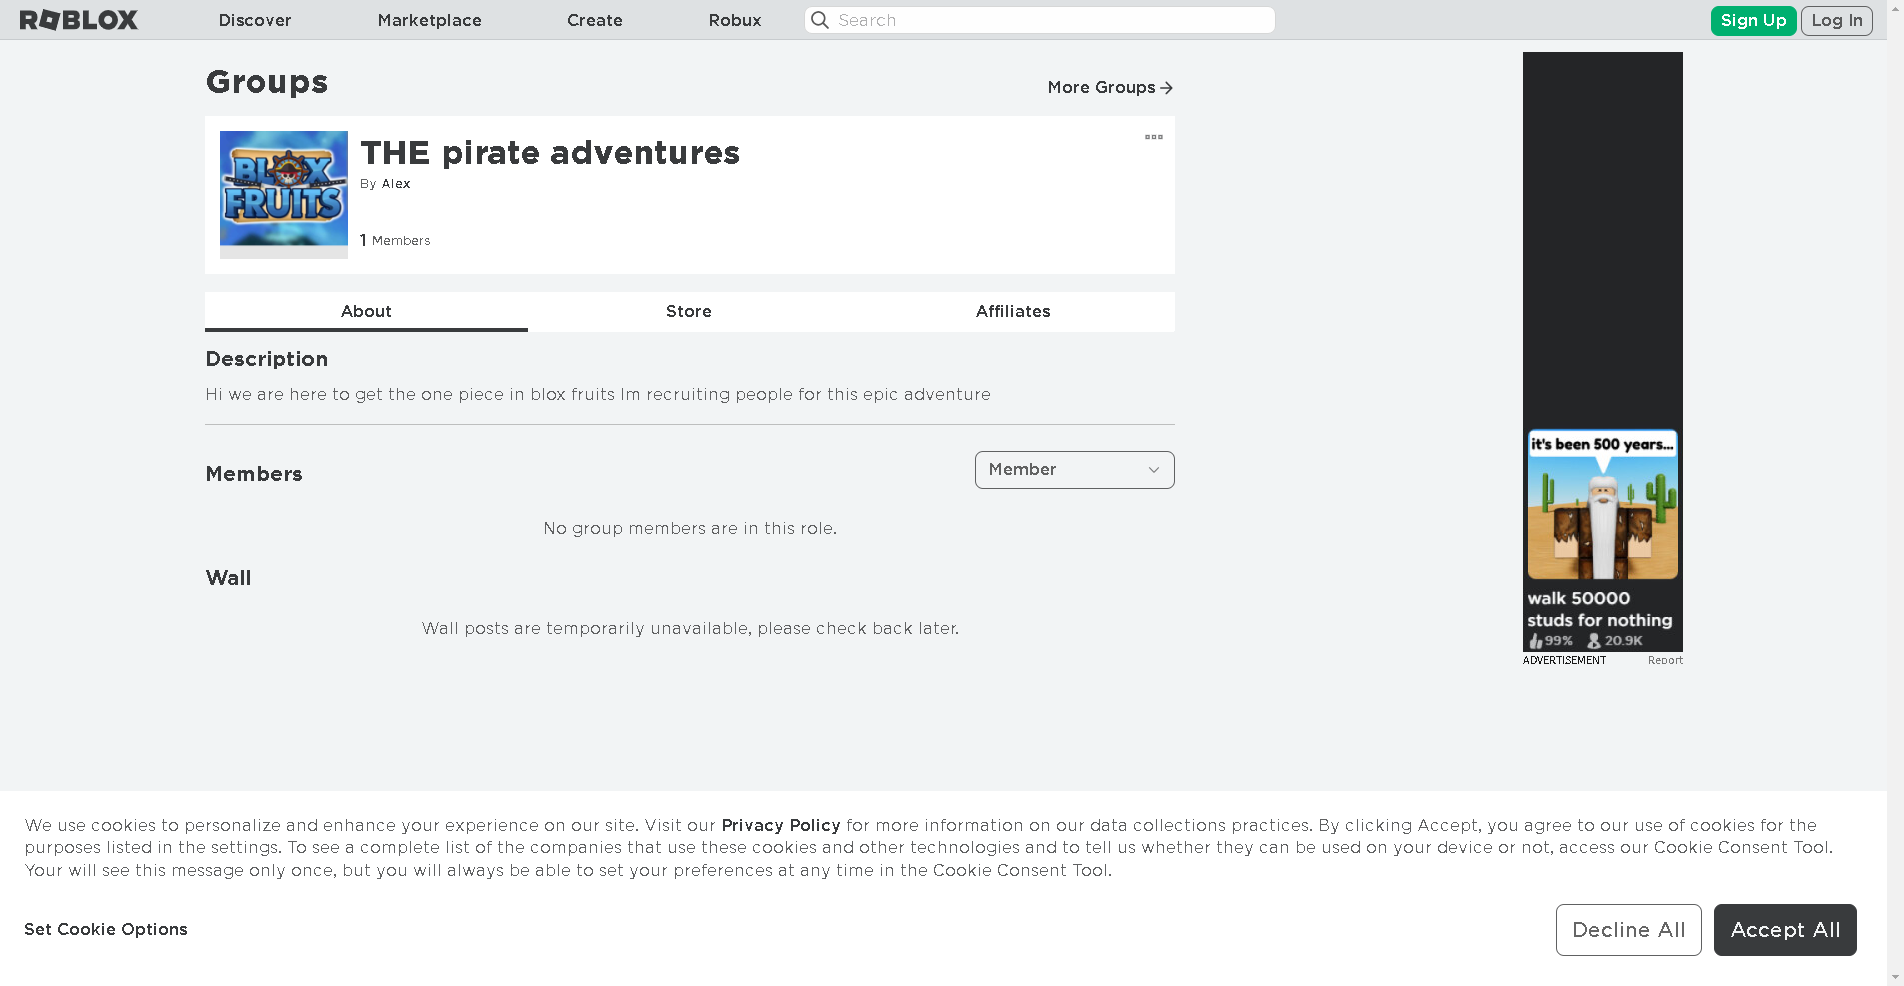 ROBLOX Discover Marketplace Create Robux Search Sign Up Log In
Groups
More Groups
BLOX
FRUITS
THE pirate adventures
By Alex
1 Members
About Store Affiliates
Description
Hi we are here to get the one piece in blox fruits Im recruiting people for this epic adventure
Members
Member
No group members are in this role.
Wall
Wall posts are temporarily unavailable, please check back later.
it's been 500 years...
walk 50000
studs for nothing
99% 20.9K
ADVERTISEMENT Report
We use cookies to personalize and enhance your experience on our site. Visit our Privacy Policy for more information on our data collections practices. By clicking Accept, you agree to our use of cookies for the
purposes listed in the settings. To see a complete list of the companies that use these cookies and other technologies and to tell us whether they can be used on your device or not, access our Cookie Consent Tool.
Your will see this message only once, but you will always be able to set your preferences at any time in the Cookie Consent Tool.
Set Cookie Options
Decline All
Accept All